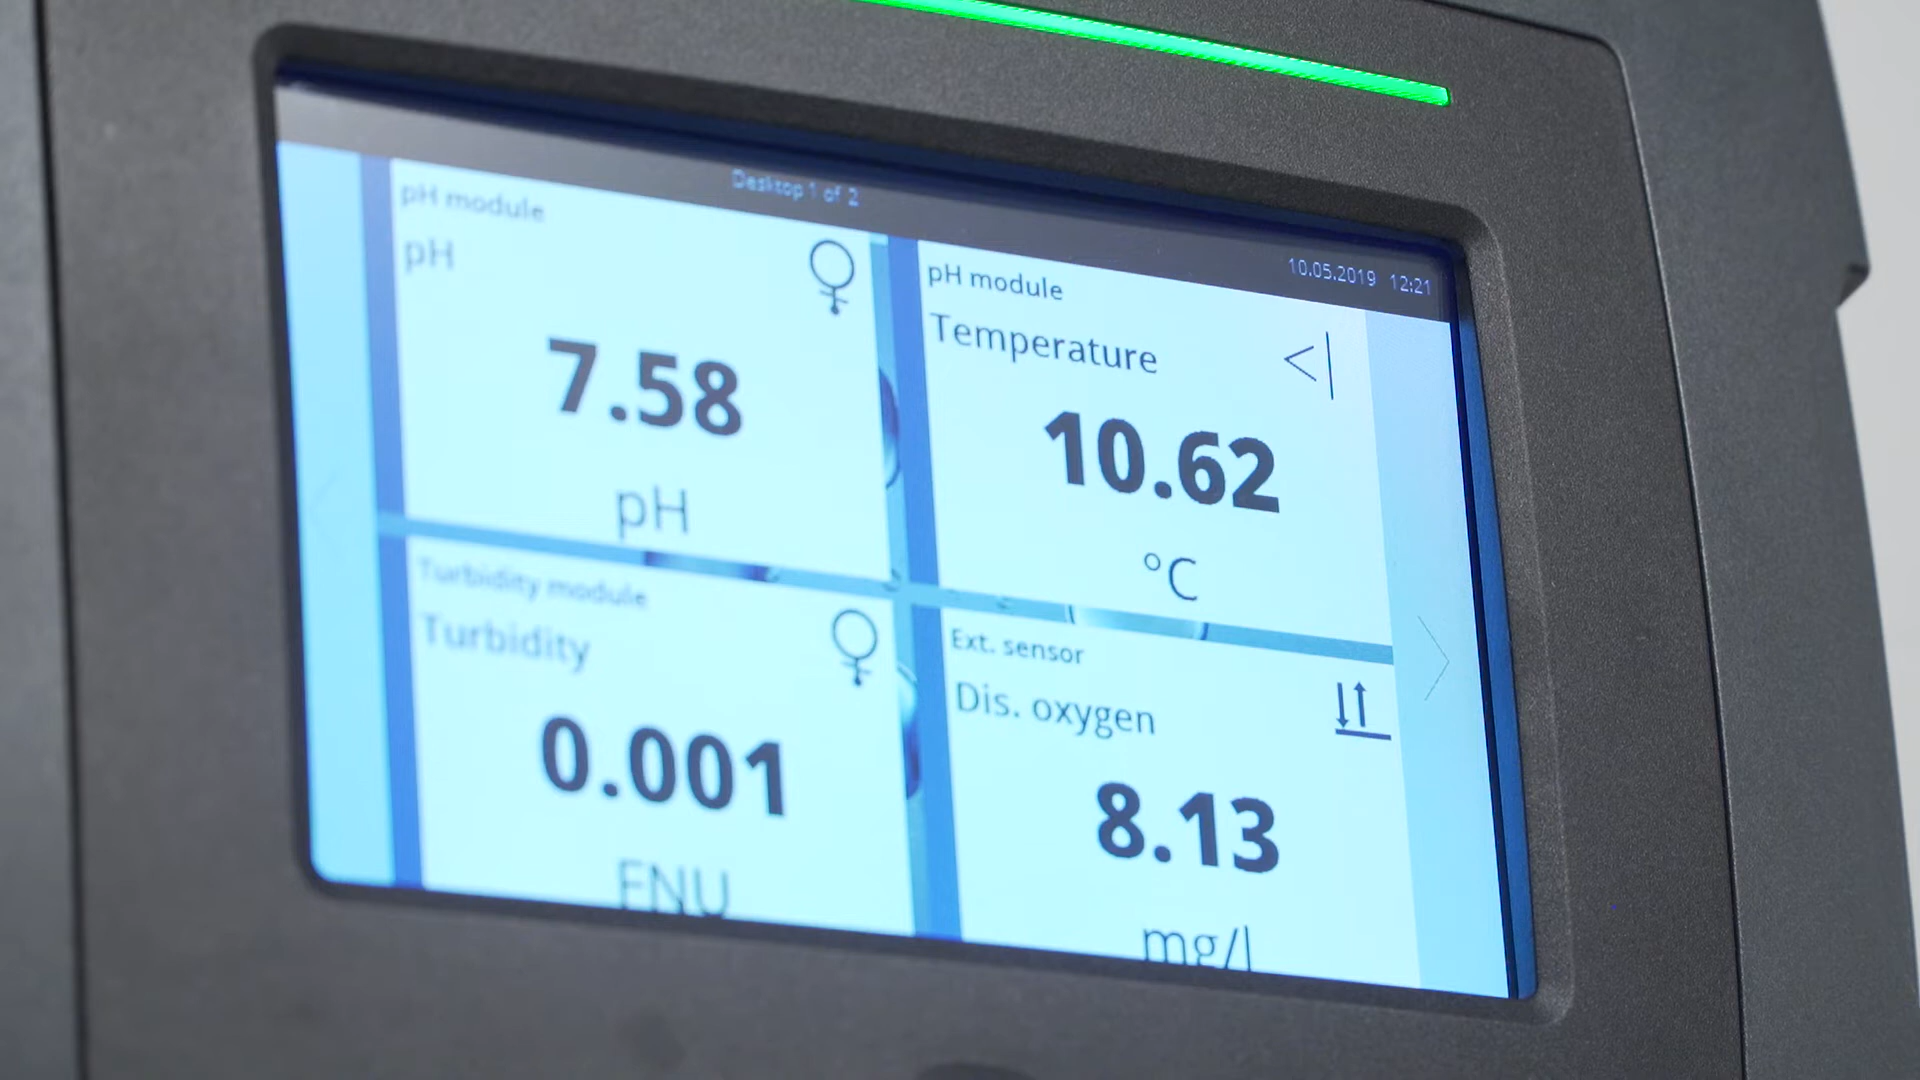 Desktop 1 of 2
10.05.2019 12:21
pH module
pH
7.58
pH
pH module
Temperature
10.62
°C
Turbidity module
Turbidity
0.001
FNU
Ext. sensor
Dis. oxygen
8.13
mg/l